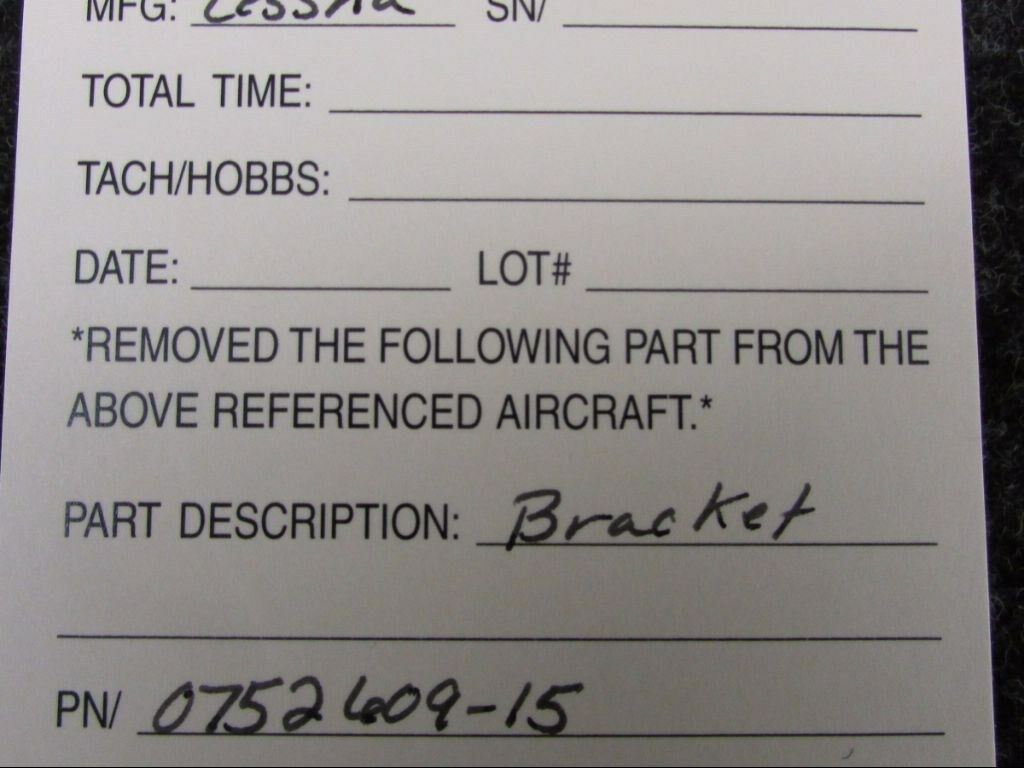 MFG: Cessna SN/
TOTAL TIME:
TACH/HOBBS:
DATE: LOT#
*REMOVED THE FOLLOWING PART FROM THE
ABOVE REFERENCED AIRCRAFT.*
PART DESCRIPTION: Bracket
PN/ 0752609-15